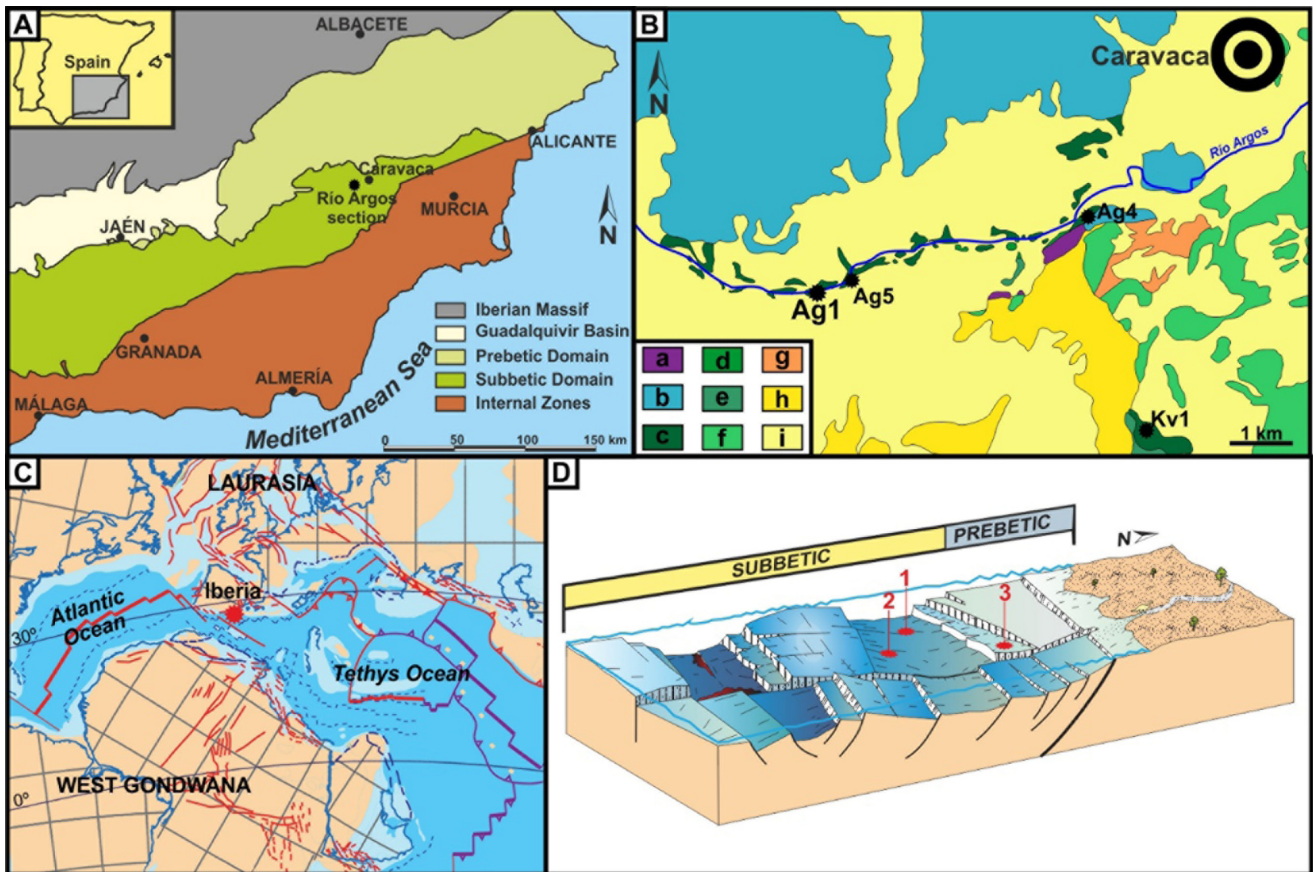 A
Spain
ALBACETE
ALICANTE
Caravaca
Río Argos
section
MURCIA
JAÉN
N
GRANADA
ALMERÍA
MÁLAGA
Mediterranean Sea
Iberian Massif
Guadalquivir Basin
Prebetic Domain
Subbetic Domain
Internal Zones
0 50 100 150 km
B
Caravaca
N
Río Argos
Ag4
Ag5
Ag1
Kv1
a d g
b e h
c f i
1 km
C
LAURASIA
Iberia
Atlantic
Ocean
30º
Tethys Ocean
WEST GONDWANA
0º
D
SUBBETIC
PREBETIC
N
1
2
3